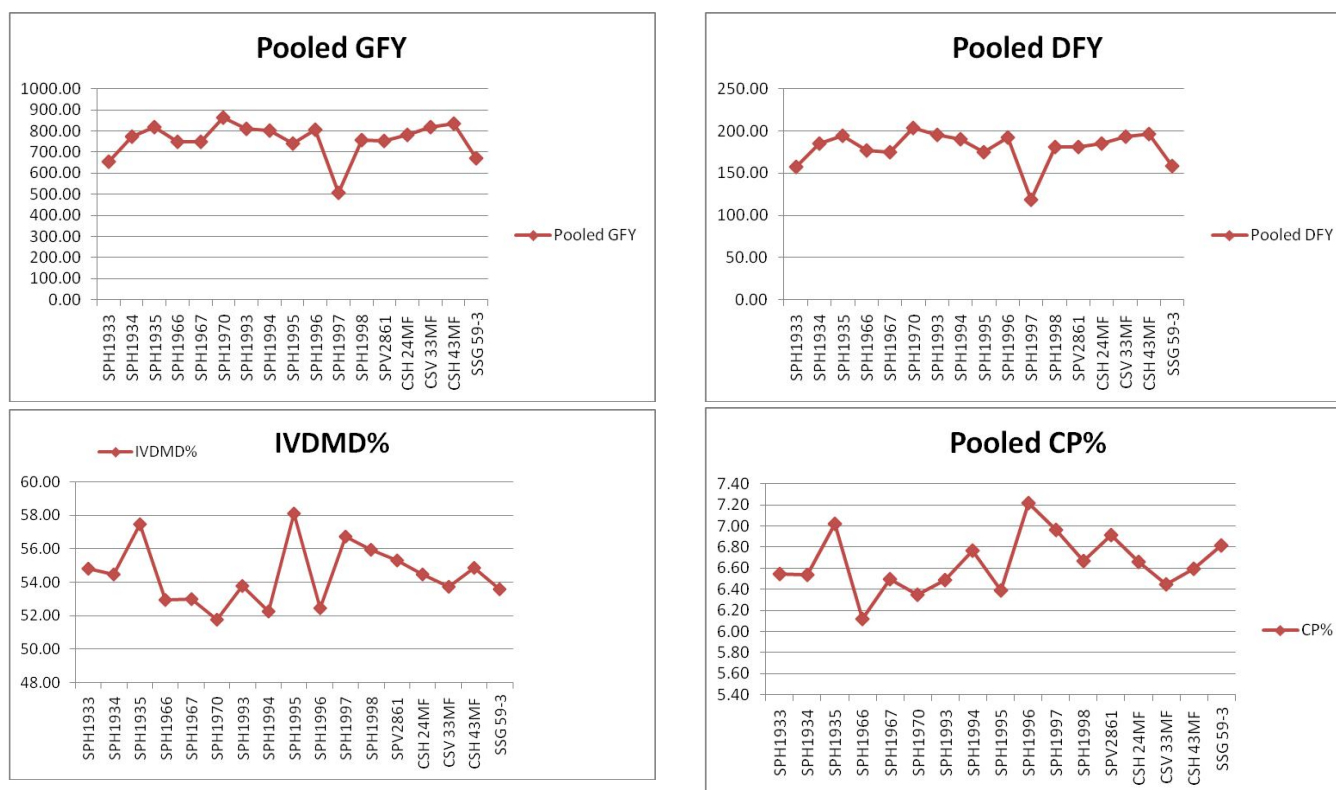 Pooled GFY
1000.00
900.00
800.00
700.00
600.00
500.00
400.00
300.00
200.00
100.00
0.00
SPH1933
SPH1934
SPH1935
SPH1966
SPH1967
SPH1970
SPH1993
SPH1994
SPH1995
SPH1996
SPH1997
SPH1998
SPV2861
CSH 24MF
CSV 33MF
CSH 43MF
SSG 59-3
Pooled GFY
Pooled DFY
250.00
200.00
150.00
100.00
50.00
0.00
SPH1933
SPH1934
SPH1935
SPH1966
SPH1967
SPH1970
SPH1993
SPH1994
SPH1995
SPH1996
SPH1997
SPH1998
SPV2861
CSH 24MF
CSV 33MF
CSH 43MF
SSG 59-3
Pooled DFY
IVDMD%
IVDMD%
60.00
58.00
56.00
54.00
52.00
50.00
48.00
SPH1933
SPH1934
SPH1935
SPH1966
SPH1967
SPH1970
SPH1993
SPH1994
SPH1995
SPH1996
SPH1997
SPH1998
SPV2861
CSH 24MF
CSV 33MF
CSH 43MF
SSG 59-3
Pooled CP%
7.40
7.20
7.00
6.80
6.60
6.40
6.20
6.00
5.80
5.60
5.40
SPH1933
SPH1934
SPH1935
SPH1966
SPH1967
SPH1970
SPH1993
SPH1994
SPH1995
SPH1996
SPH1997
SPH1998
SPV2861
CSH 24MF
CSV 33MF
CSH 43MF
SSG 59-3
CP%